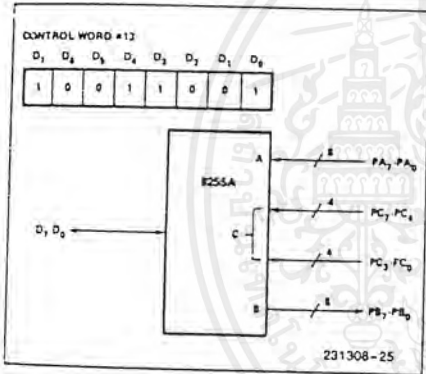 CONTROL WORD #13
D7 D6 D5 D4 D3 D2 D1 D0
1 0 0 1 1 0 0 1
8255A
A
8
PA7-PA0
4
PC7-PC4
C
4
PC3-PC0
D7 D0
B
8
PB7-PB0
231308-25